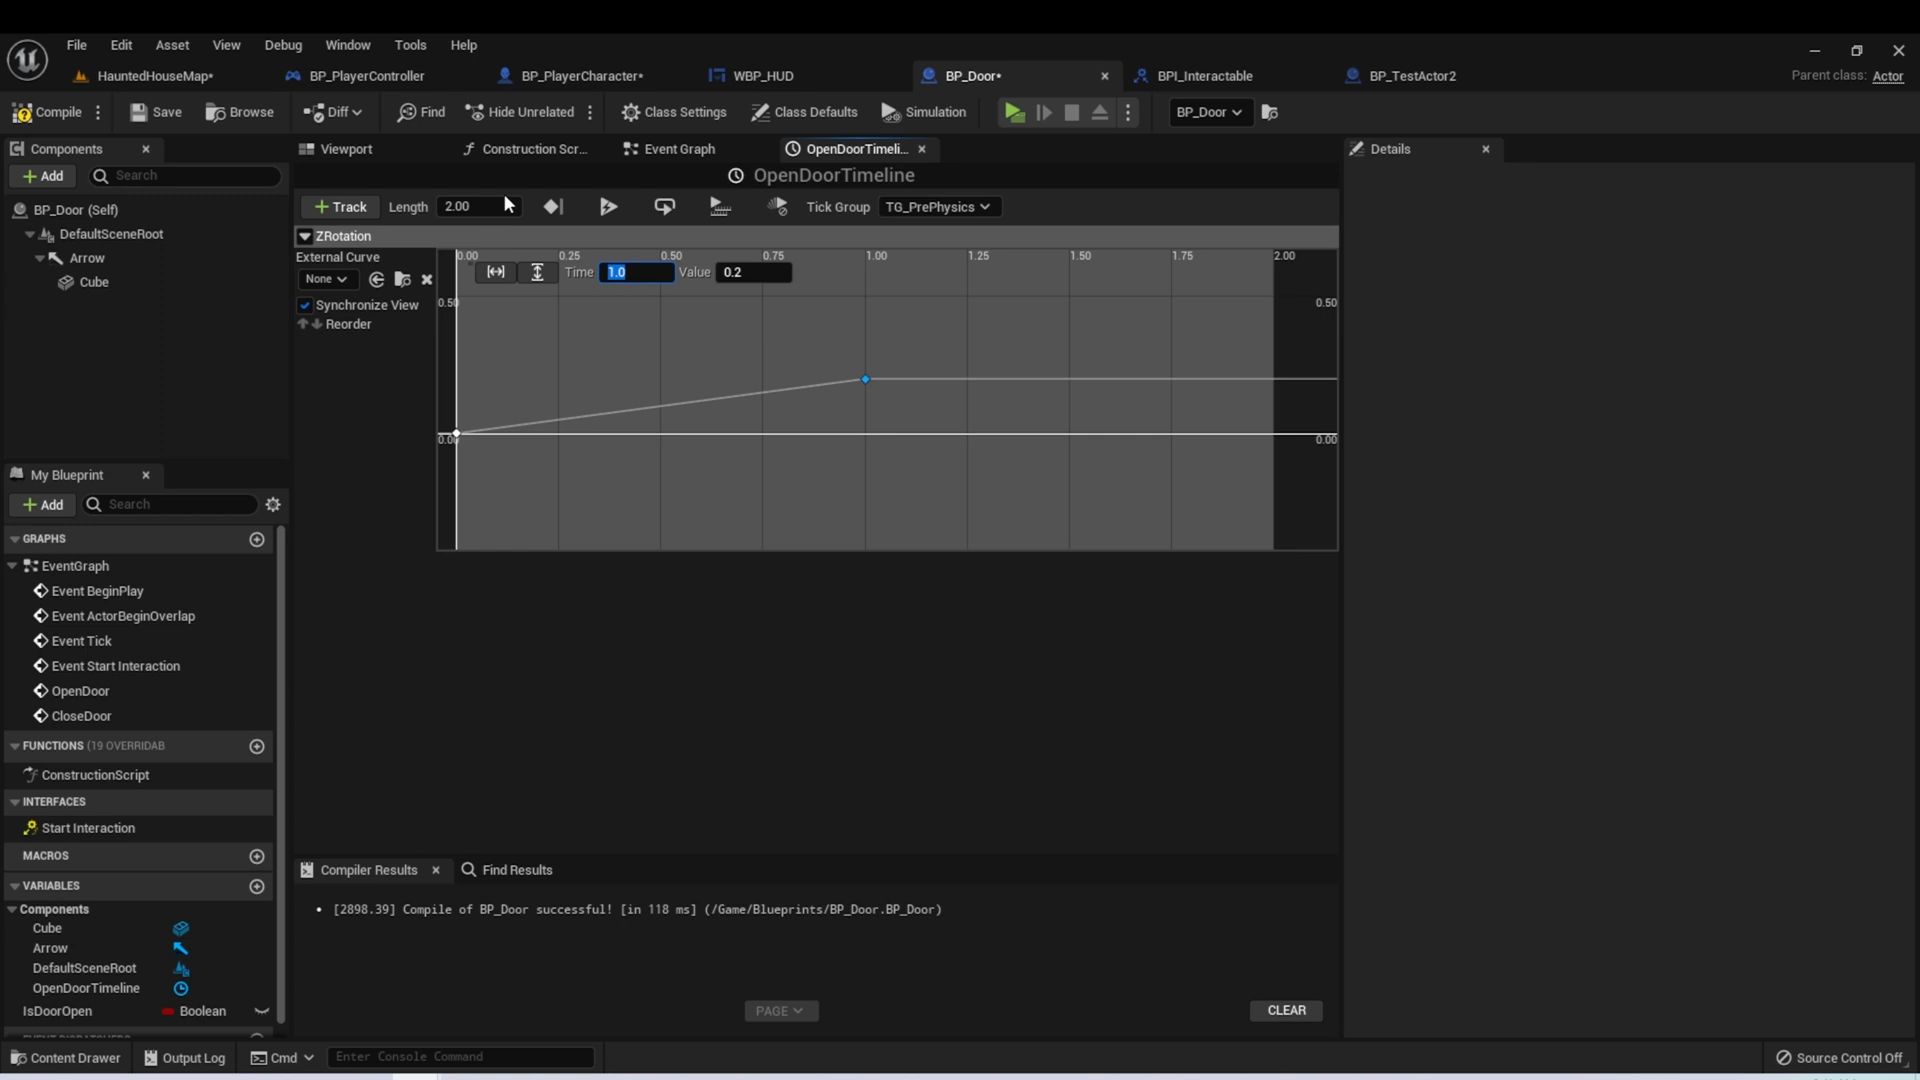 File Edit Asset View Debug Window Tools Help
HauntedHouseMap* BP_PlayerController BP_PlayerCharacter* WBP_HUD BP_Door* BPI_Interactable BP_TestActor2 Parent class: Actor
Compile Save Browse Diff Find Hide Unrelated Class Settings Class Defaults Simulation BP_Door
Components Viewport Construction Scr... Event Graph OpenDoorTimeli... Details
Add Search OpenDoorTimeline
Track Length 2.00 Tick Group TG_PrePhysics
BP_Door (Self)
DefaultSceneRoot
Arrow
Cube
ZRotation
External Curve
None
Synchronize View
Reorder
0.00 0.25 0.50 0.75 1.00 1.25 1.50 1.75 2.00
Time 1.0 Value 0.2
0.50 0.50
0.00 0.00
My Blueprint
Add Search
GRAPHS
EventGraph
Event BeginPlay
Event ActorBeginOverlap
Event Tick
Event Start Interaction
OpenDoor
CloseDoor
FUNCTIONS (19 OVERRIDAB
ConstructionScript
INTERFACES
Start Interaction
MACROS
VARIABLES
Components
Cube
Arrow
DefaultSceneRoot
OpenDoorTimeline
IsDoorOpen Boolean
Compiler Results Find Results
[2898.39] Compile of BP_Door successful! [in 118 ms] (/Game/Blueprints/BP_Door.BP_Door)
PAGE CLEAR
Content Drawer Output Log Cmd Enter Console Command Source Control Off